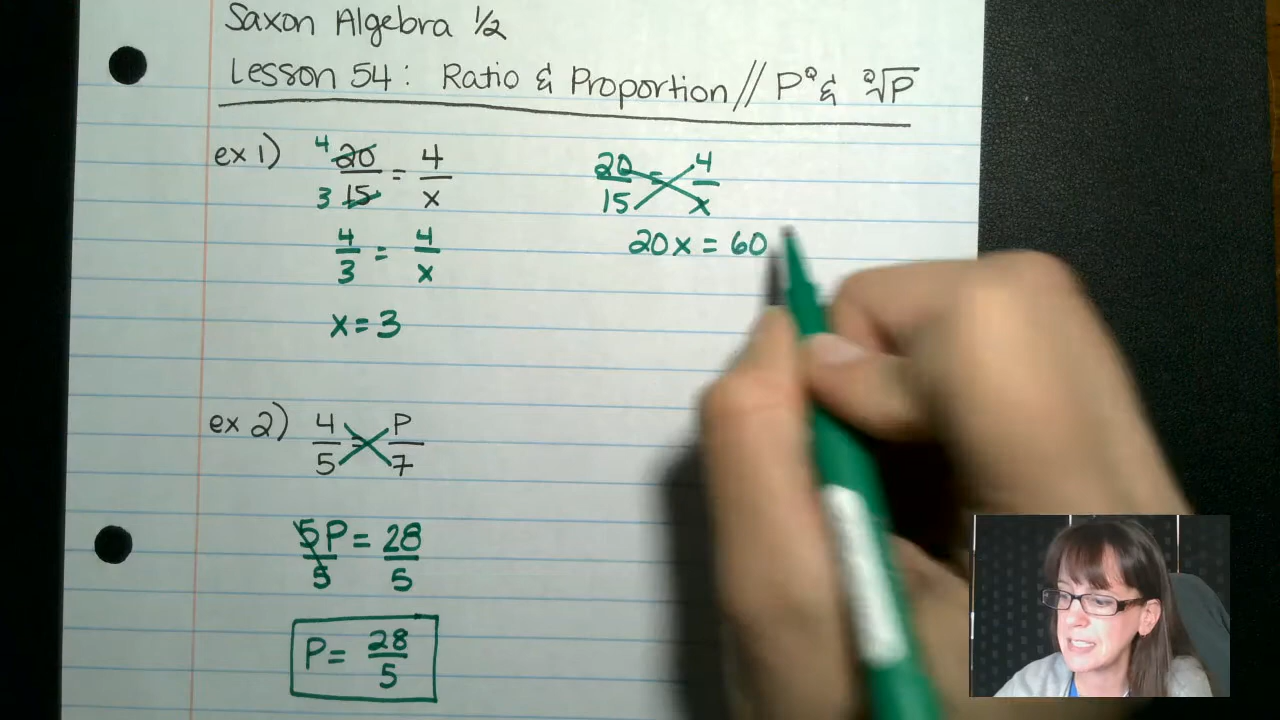 Saxon Algebra 1/2
Lesson 54: Ratio & Proportion // P^Q & ^Q√P
ex 1) 4 20/3 15 = 4/x
4/3 = 4/x
x = 3
20/15 = 4/x
20x = 60
ex 2) 4/5 = P/7
5P/5 = 28/5
P = 28/5